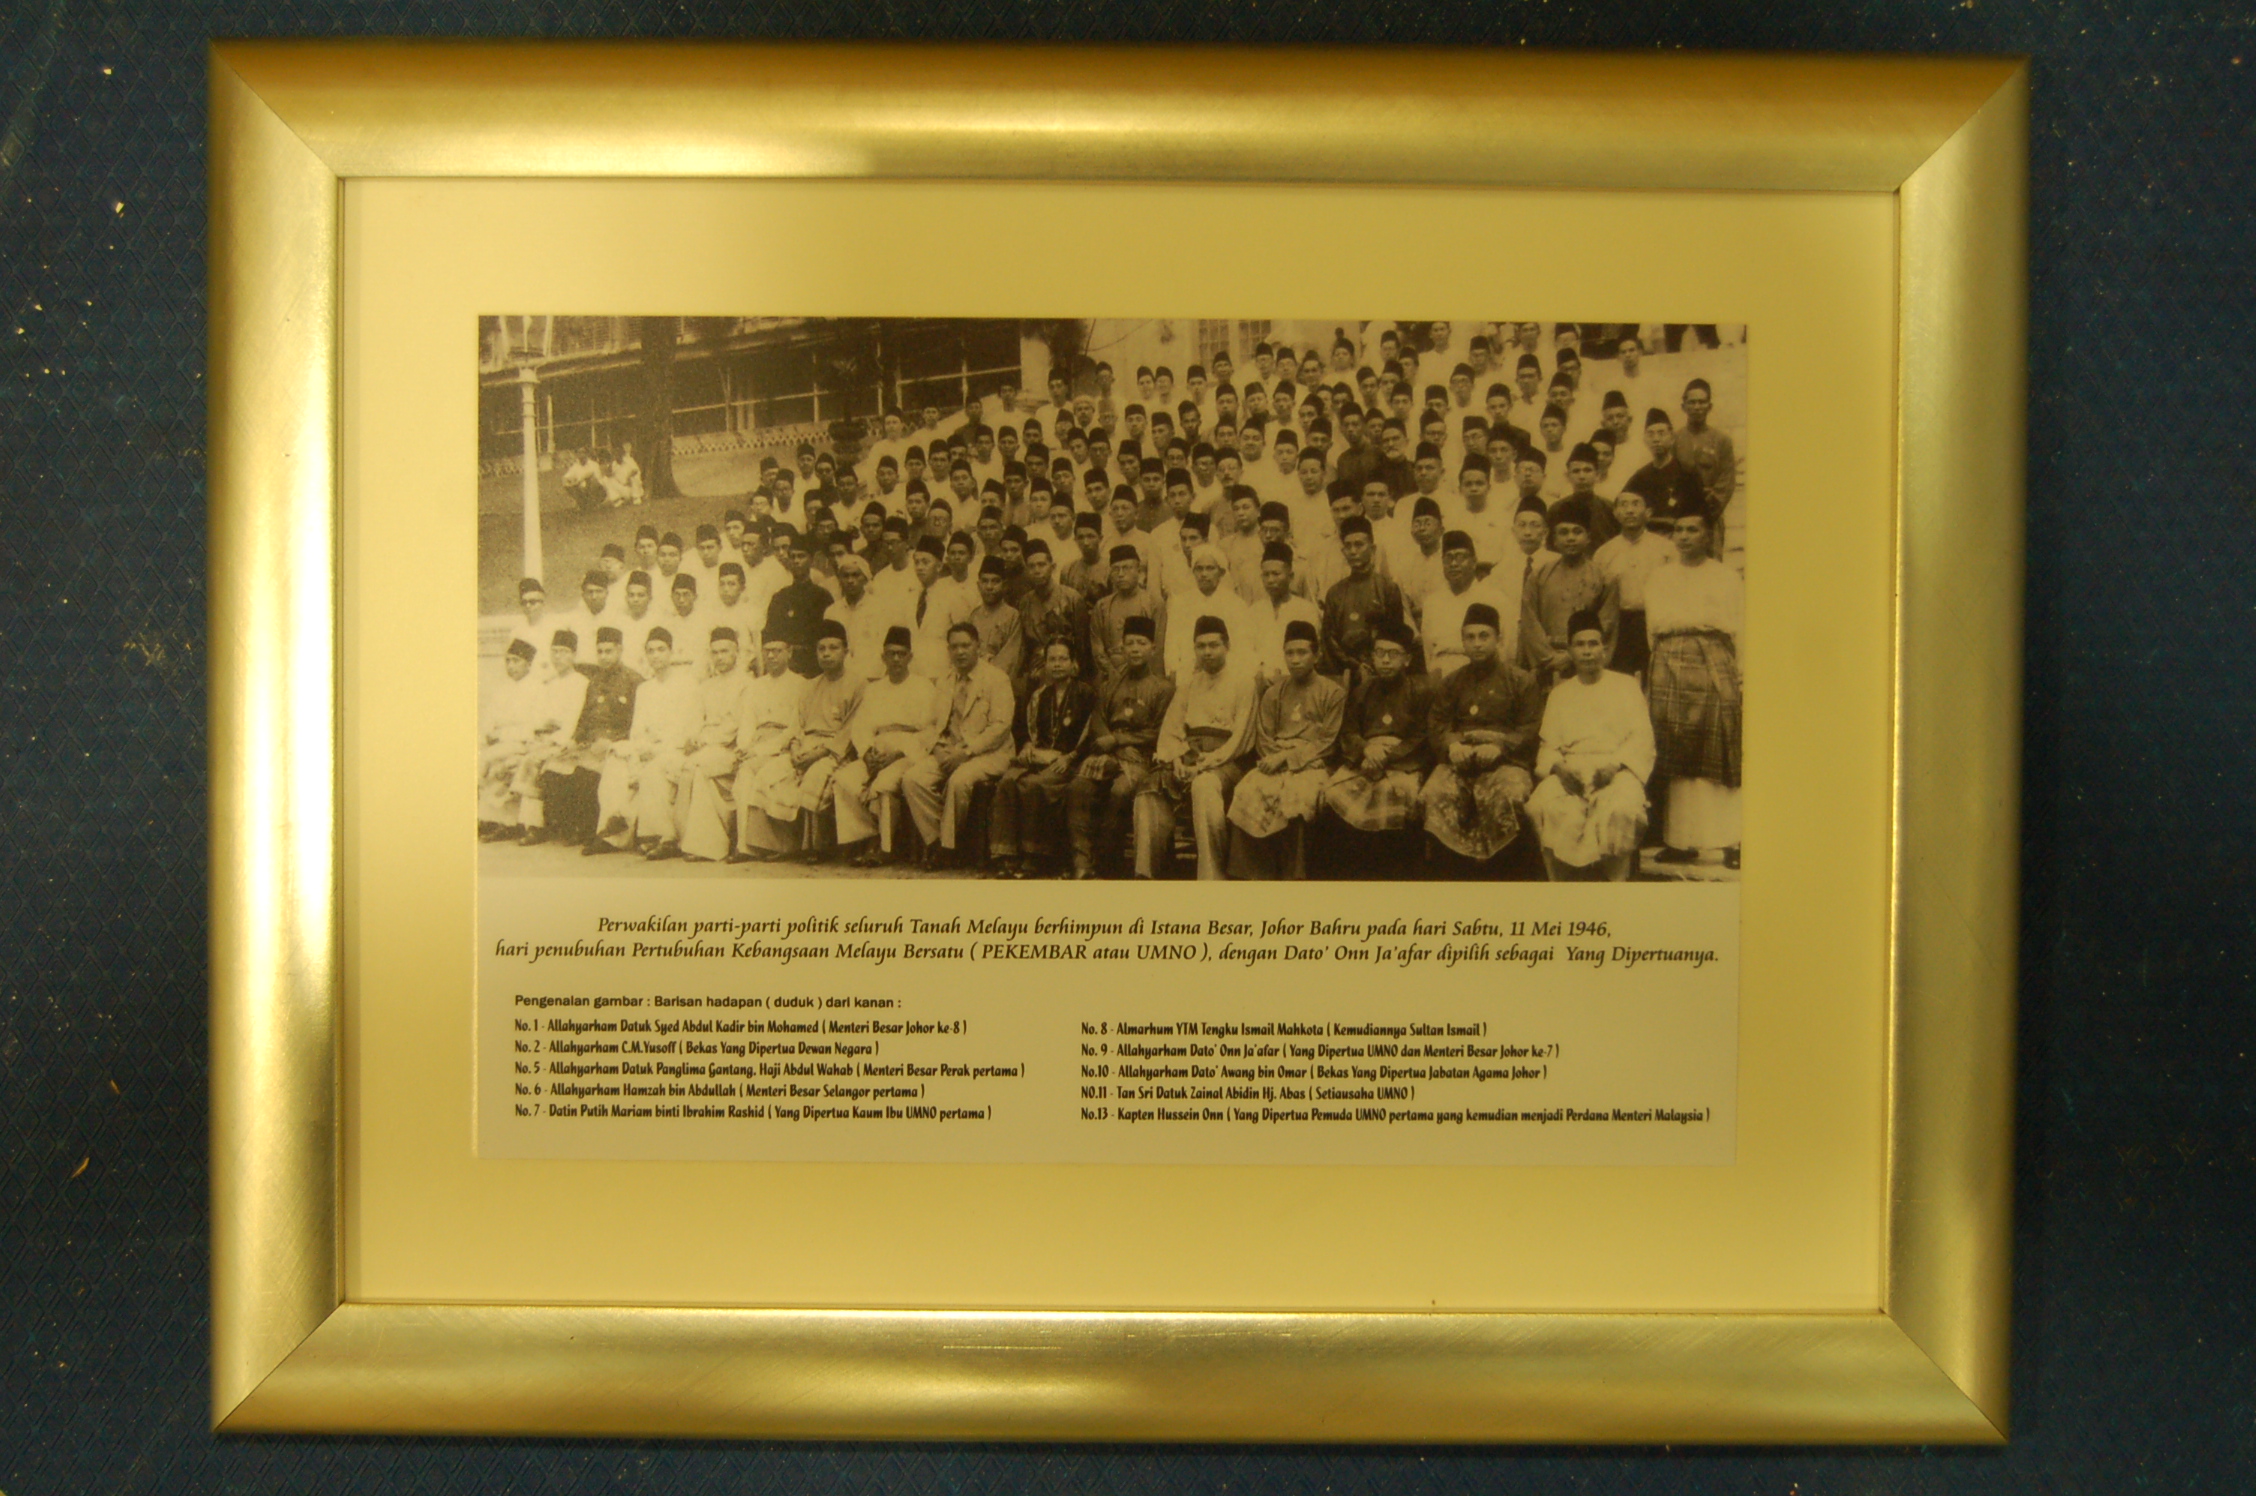 Perwakilan parti-parti politik seluruh Tanah Melayu berhimpun di Istana Besar, Johor Bahru pada hari Sabtu, 11 Mei 1946,
hari penubuhan Pertubuhan Kebangsaan Melayu Bersatu ( PEKEMBAR atau UMNO ), dengan Dato' Onn Ja'afar dipilih sebagai Yang Dipertuanya.
Pengenalan gambar : Barisan hadapan ( duduk ) dari kanan :
No. 1 - Allahyarham Datuk Syed Abdul Kadir bin Mohamed ( Menteri Besar Johor ke-8 )
No. 2 - Allahyarham C.M.Yusoff ( Bekas Yang Dipertua Dewan Negara )
No. 5 - Allahyarham Datuk Panglima Gantang, Haji Abdul Wahab ( Menteri Besar Perak pertama )
No. 6 - Allahyarham Hamzah bin Abdullah ( Menteri Besar Selangor pertama )
No. 7 - Datin Putih Mariam binti Ibrahim Rashid ( Yang Dipertua Kaum Ibu UMNO pertama )
No. 8 - Almarhum YTM Tengku Ismail Mahkota ( Kemudiannya Sultan Ismail )
No. 9 - Allahyarham Dato' Onn Ja'afar ( Yang Dipertua UMNO dan Menteri Besar Johor ke-7 )
No.10 - Allahyarham Dato' Awang bin Omar ( Bekas Yang Dipertua Jabatan Agama Johor )
NO.11 - Tan Sri Datuk Zainal Abidin Hj. Abas ( Setiausaha UMNO )
No.13 - Kapten Hussein Onn ( Yang Dipertua Pemuda UMNO pertama yang kemudian menjadi Perdana Menteri Malaysia )